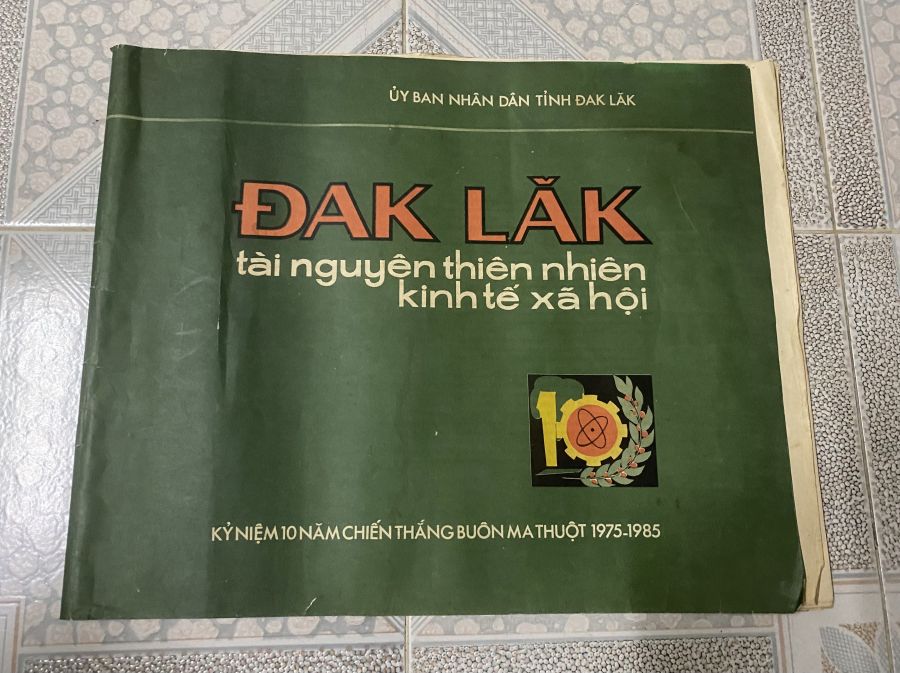 ỦY BAN NHÂN DÂN TỈNH ĐAK LĂK
ĐAK LĂK
tài nguyên thiên nhiên
kinh tế xã hội
10
KỶ NIỆM 10 NĂM CHIẾN THẮNG BUÔN MA THUỘT 1975-1985